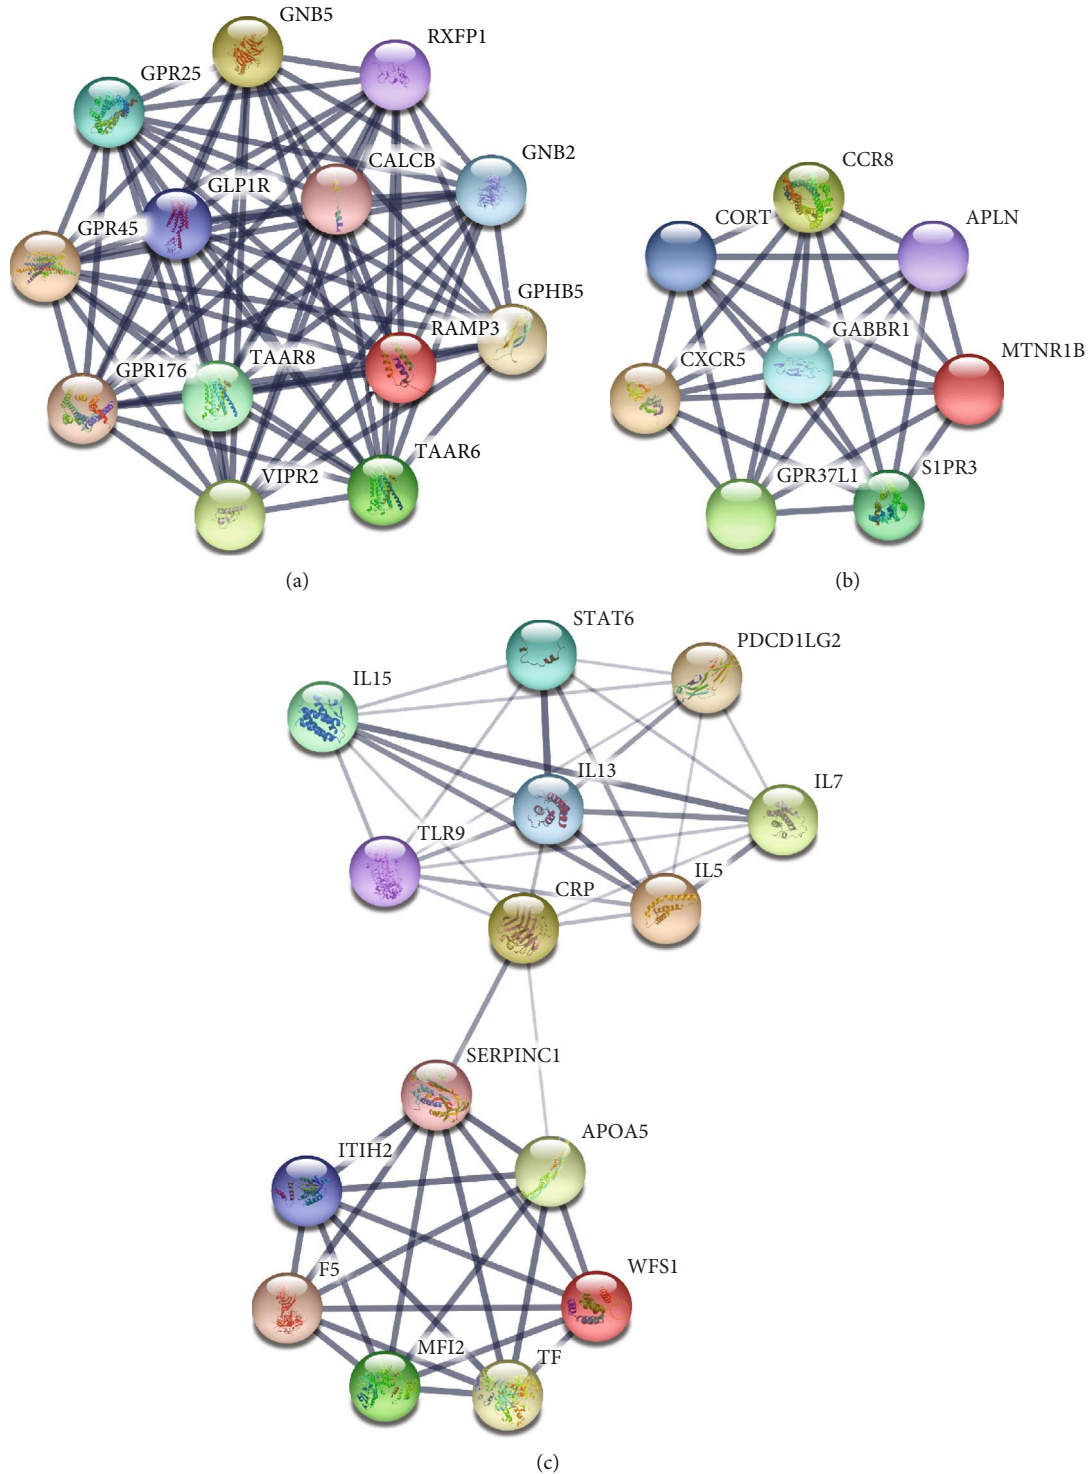 GNB5
RXFP1
GPR25
GNB2
CALCB
GLP1R
GPR45
GPHB5
RAMP3
TAAR8
GPR176
TAAR6
VIPR2
(a)
CCR8
CORT
APLN
GABBR1
MTNR1B
CXCR5
S1PR3
GPR37L1
(b)
STAT6
PDCD1LG2
IL15
IL13
IL7
TLR9
IL5
CRP
SERPINC1
APOA5
ITIH2
F5
WFS1
MFI2
TF
(c)